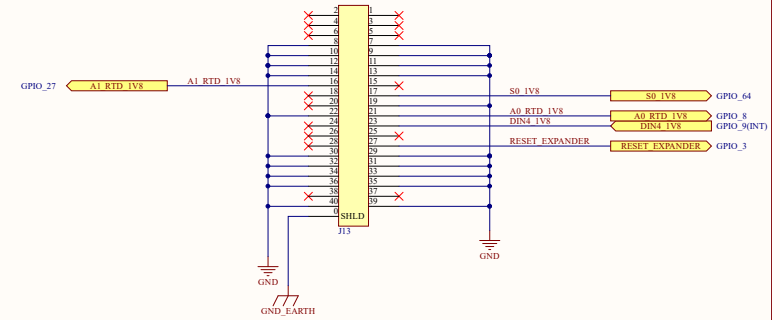 2 1
4 3
6 5
8 7
10 9
12 11
14 13
GPIO_27 A1_RTD_1V8 A1_RTD_1V8 16 15
18 17 S0_1V8 S0_1V8 GPIO_64
20 19
22 21 A0_RTD_1V8 A0_RTD_1V8 GPIO_8
24 23 DIN4_1V8 DIN4_1V8 GPIO_9(INT)
26 25
28 27 RESET_EXPANDER RESET_EXPANDER GPIO_3
30 29
32 31
34 33
36 35
38 37
40 39
0 SHLD
J13
GND
GND
GND_EARTH